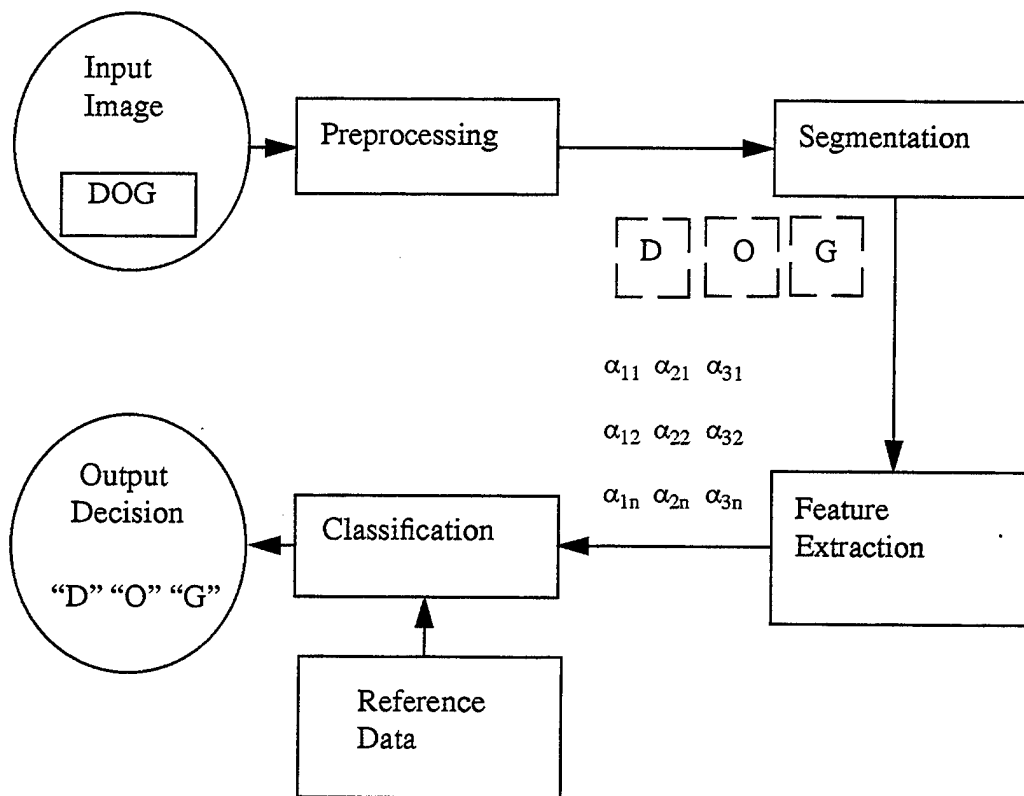 Input
Image
DOG
Preprocessing
Segmentation
D O G
α₁₁ α₂₁ α₃₁
α₁₂ α₂₂ α₃₂
α₁ₙ α₂ₙ α₃ₙ
Feature
Extraction
Classification
Output
Decision
“D” “O” “G”
Reference
Data